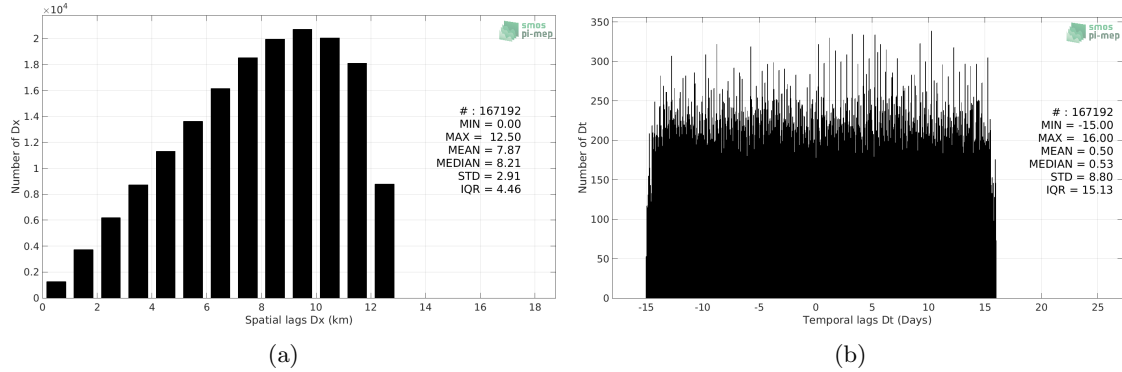 ×10⁴
2
1.8
1.6
1.4
1.2
1
0.8
0.6
0.4
0.2
0
Number of Dx
smos
pi-mep
# : 167192
MIN = 0.00
MAX = 12.50
MEAN = 7.87
MEDIAN = 8.21
STD = 2.91
IQR = 4.46
0 2 4 6 8 10 12 14 16 18
Spatial lags Dx (km)
(a)
350
300
250
200
150
100
50
0
Number of Dt
smos
pi-mep
# : 167192
MIN = -15.00
MAX = 16.00
MEAN = 0.50
MEDIAN = 0.53
STD = 8.80
IQR = 15.13
-15 -10 -5 0 5 10 15 20 25
Temporal lags Dt (Days)
(b)